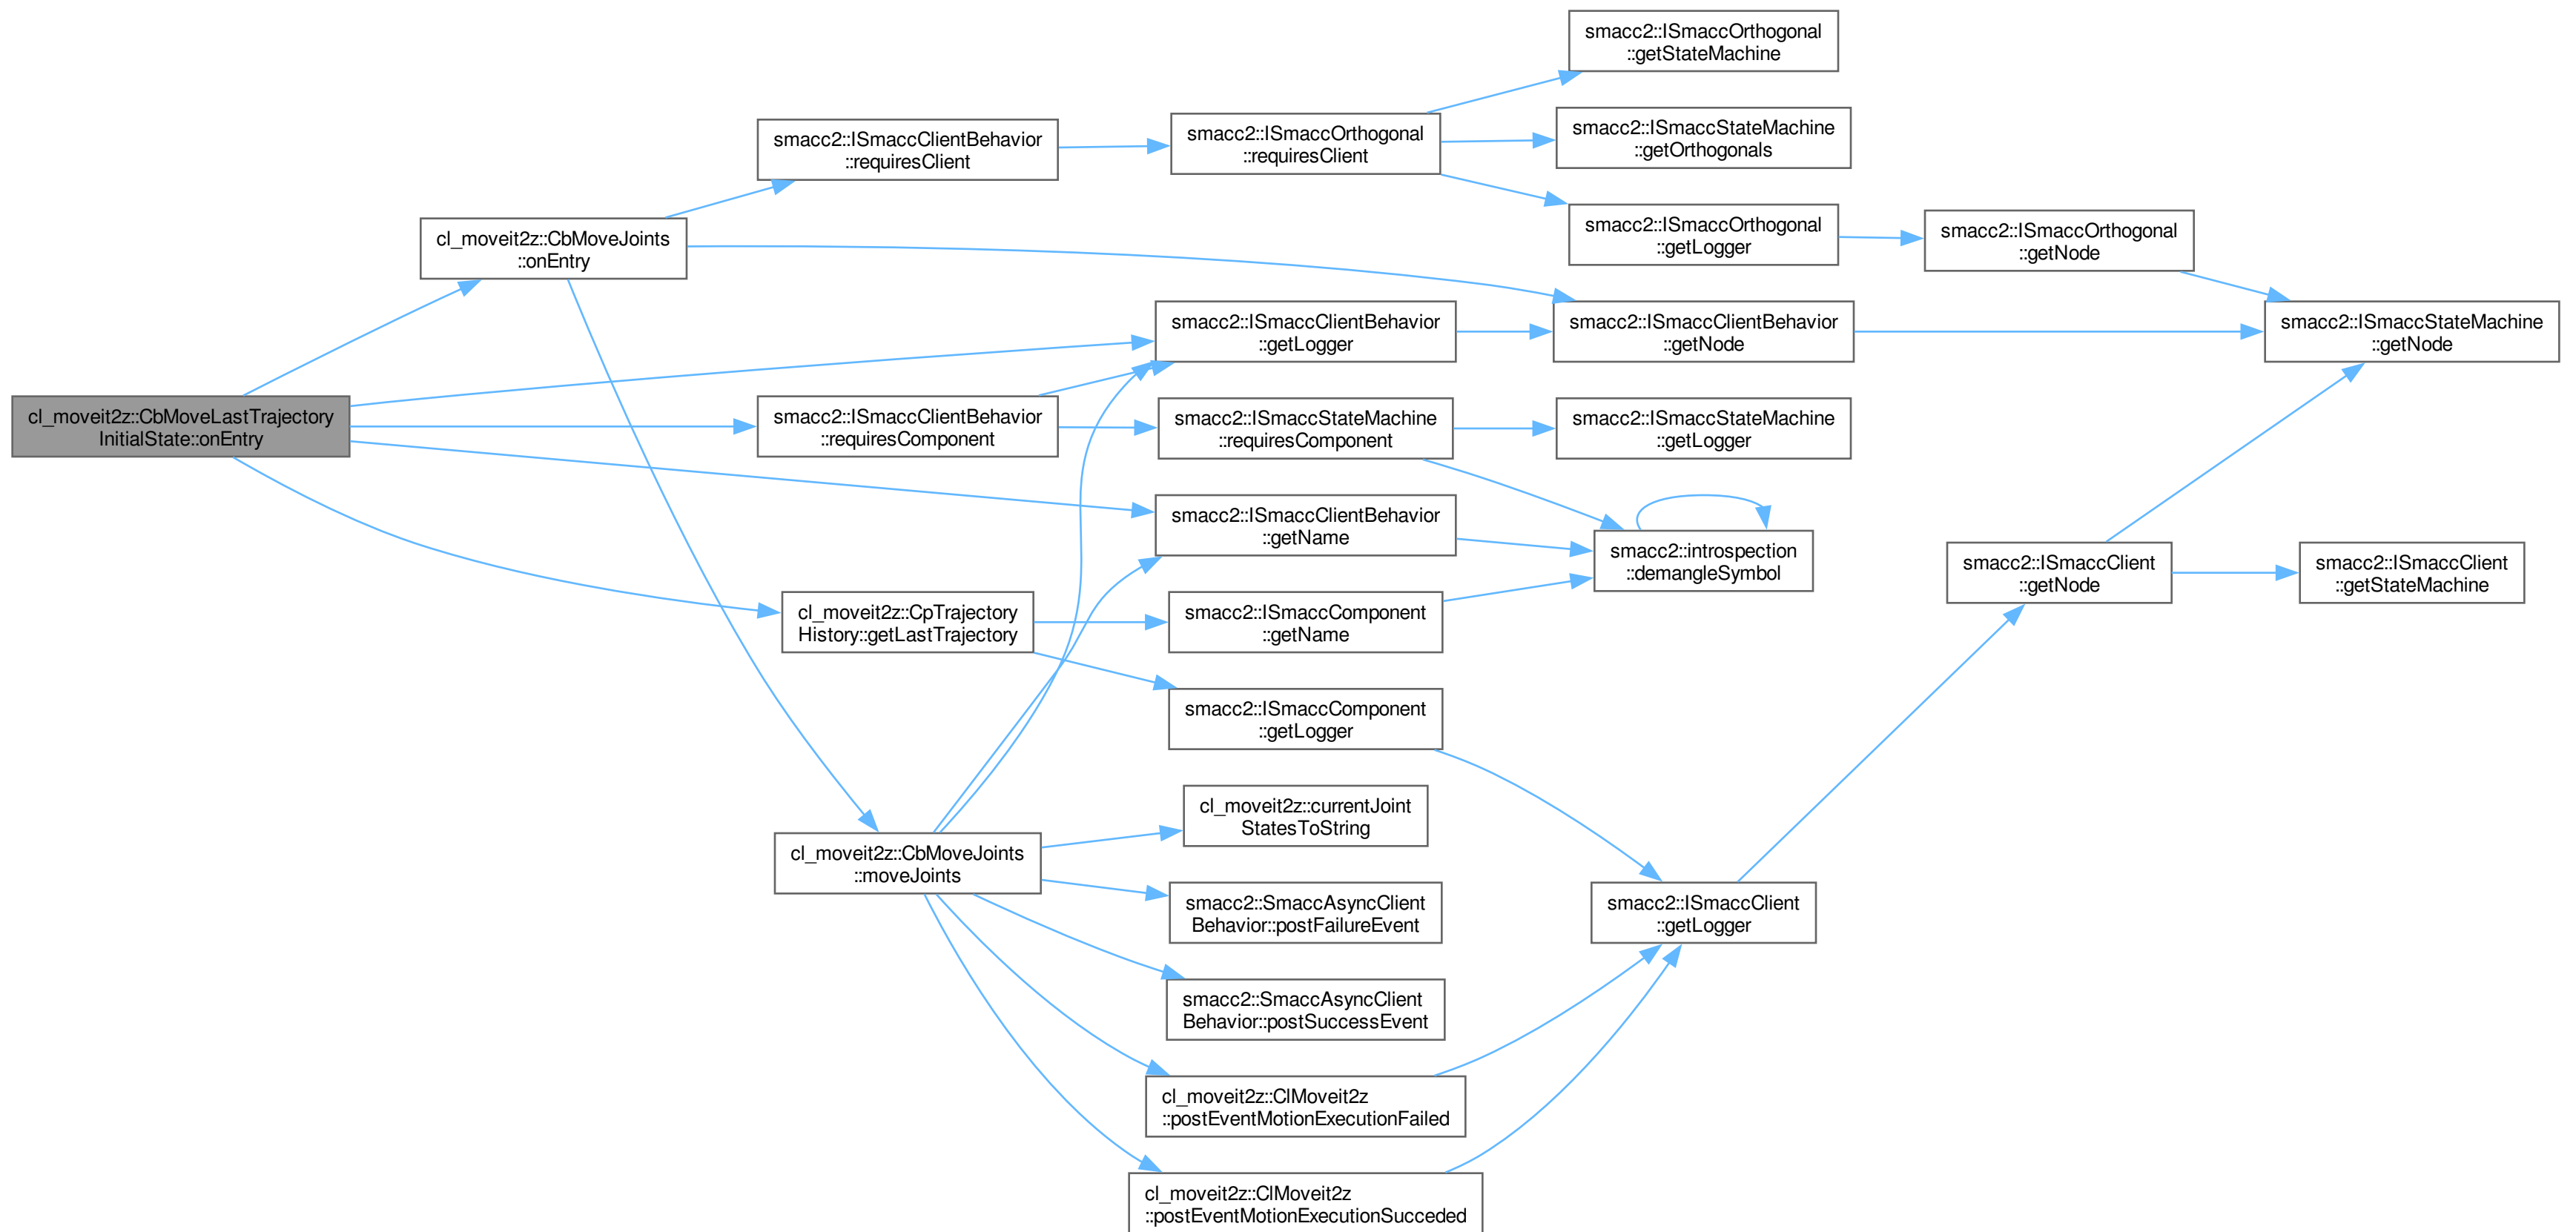 cl_moveit2z::CbMoveLastTrajectory
InitialState::onEntry
cl_moveit2z::CbMoveJoints
::onEntry
smacc2::ISmaccClientBehavior
::requiresClient
smacc2::ISmaccOrthogonal
::requiresClient
smacc2::ISmaccOrthogonal
::getStateMachine
smacc2::ISmaccStateMachine
::getOrthogonals
smacc2::ISmaccOrthogonal
::getLogger
smacc2::ISmaccOrthogonal
::getNode
smacc2::ISmaccClientBehavior
::getLogger
smacc2::ISmaccClientBehavior
::getNode
smacc2::ISmaccStateMachine
::getNode
smacc2::ISmaccClientBehavior
::requiresComponent
smacc2::ISmaccStateMachine
::requiresComponent
smacc2::ISmaccStateMachine
::getLogger
smacc2::ISmaccClientBehavior
::getName
smacc2::introspection
::demangleSymbol
smacc2::ISmaccClient
::getNode
smacc2::ISmaccClient
::getStateMachine
cl_moveit2z::CpTrajectory
History::getLastTrajectory
smacc2::ISmaccComponent
::getName
smacc2::ISmaccComponent
::getLogger
cl_moveit2z::currentJoint
StatesToString
cl_moveit2z::CbMoveJoints
::moveJoints
smacc2::SmaccAsyncClient
Behavior::postFailureEvent
smacc2::ISmaccClient
::getLogger
smacc2::SmaccAsyncClient
Behavior::postSuccessEvent
cl_moveit2z::ClMoveit2z
::postEventMotionExecutionFailed
cl_moveit2z::ClMoveit2z
::postEventMotionExecutionSucceded